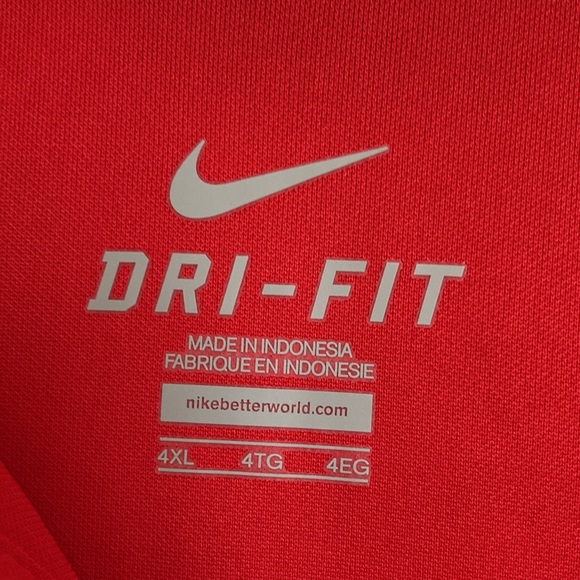 DRI-FIT
MADE IN INDONESIA
FABRIQUE EN INDONESIE
nikebetterworld.com
4XL 4TG 4EG